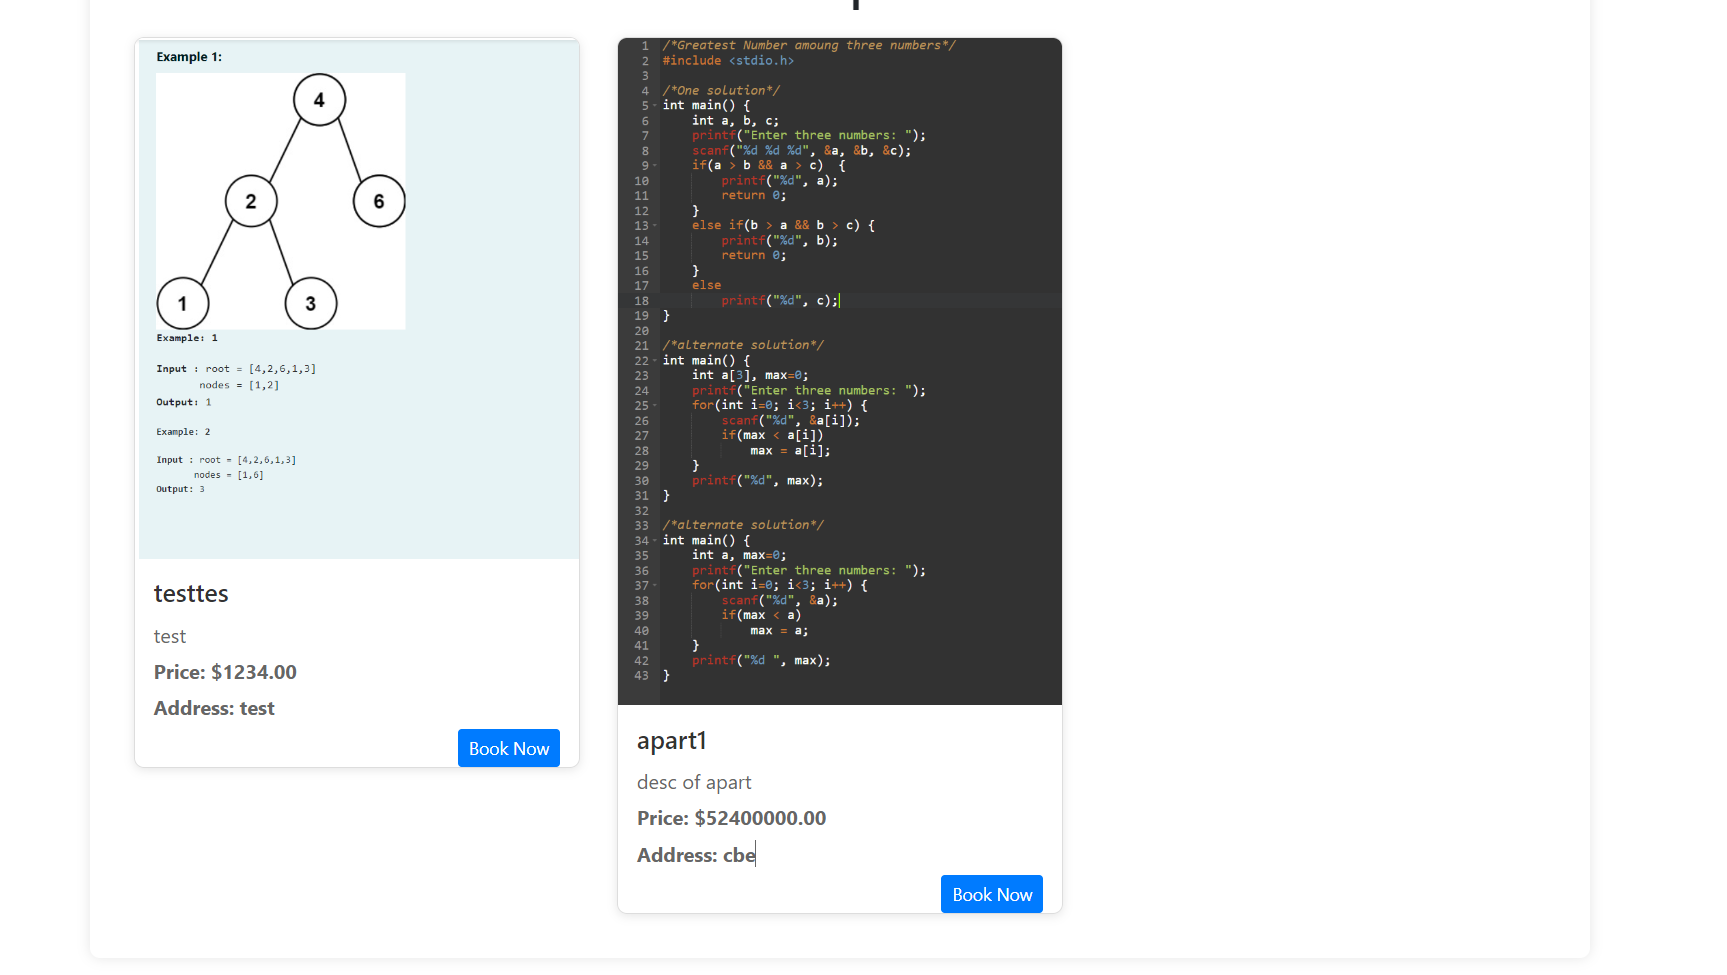 Example 1:
4
2
6
1
3
Example: 1
Input : root = [4,2,6,1,3]
nodes = [1,2]
Output: 1
Example: 2
Input : root = [4,2,6,1,3]
nodes = [1,6]
Output: 3
testtes
test
Price: $1234.00
Address: test
Book Now
1 /*Greatest Number amoung three numbers*/
2 #include <stdio.h>
3
4 /*One solution*/
5 int main() {
6 int a, b, c;
7 printf("Enter three numbers: ");
8 scanf("%d %d %d", &a, &b, &c);
9 if(a > b && a > c) {
10 printf("%d", a);
11 return 0;
12 }
13 else if(b > a && b > c) {
14 printf("%d", b);
15 return 0;
16 }
17 else
18 printf("%d", c);
19 }
20
21 /*alternate solution*/
22 int main() {
23 int a[3], max=0;
24 printf("Enter three numbers: ");
25 for(int i=0; i<3; i++) {
26 scanf("%d", &a[i]);
27 if(max < a[i])
28 max = a[i];
29 }
30 printf("%d", max);
31 }
32
33 /*alternate solution*/
34 int main() {
35 int a, max=0;
36 printf("Enter three numbers: ");
37 for(int i=0; i<3; i++) {
38 scanf("%d", &a);
39 if(max < a)
40 max = a;
41 }
42 printf("%d ", max);
43 }
apart1
desc of apart
Price: $52400000.00
Address: cbe
Book Now